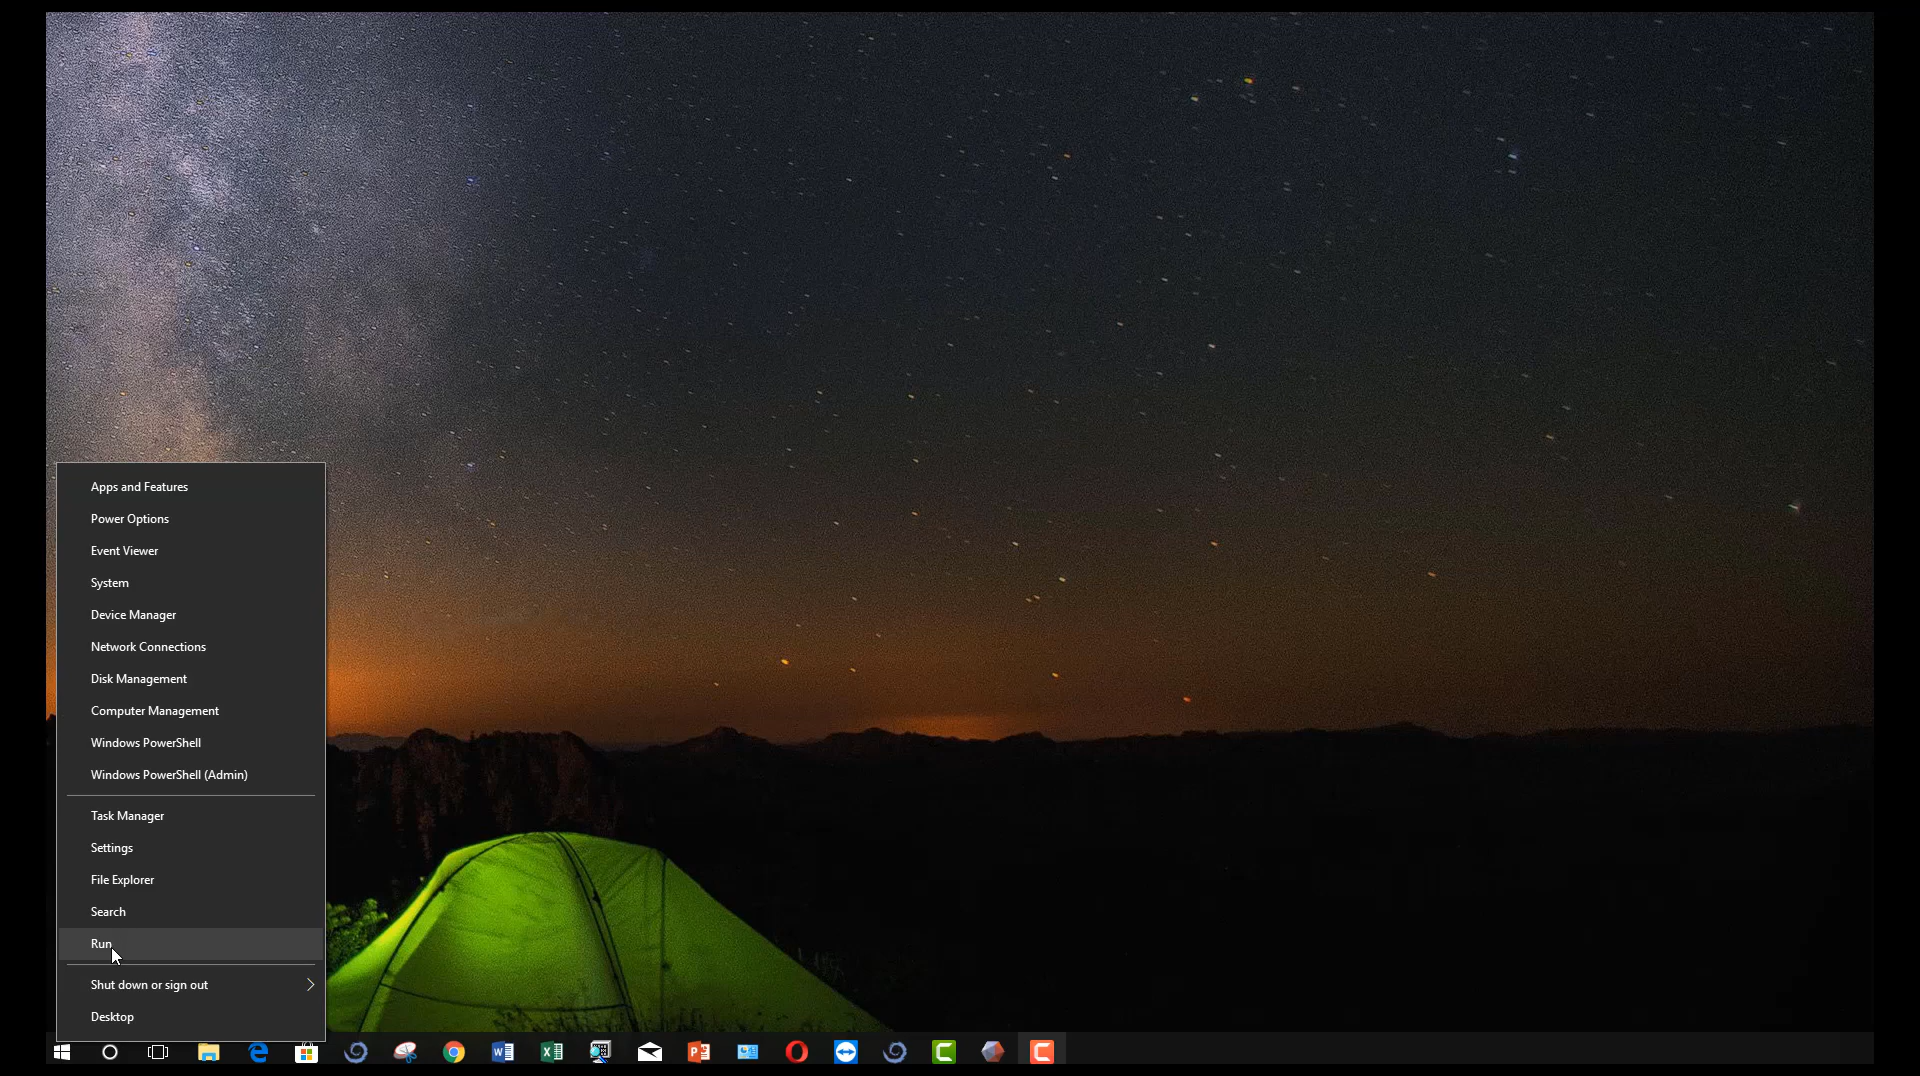 Apps and Features
Power Options
Event Viewer
System
Device Manager
Network Connections
Disk Management
Computer Management
Windows PowerShell
Windows PowerShell (Admin)
Task Manager
Settings
File Explorer
Search
Run
Shut down or sign out
Desktop